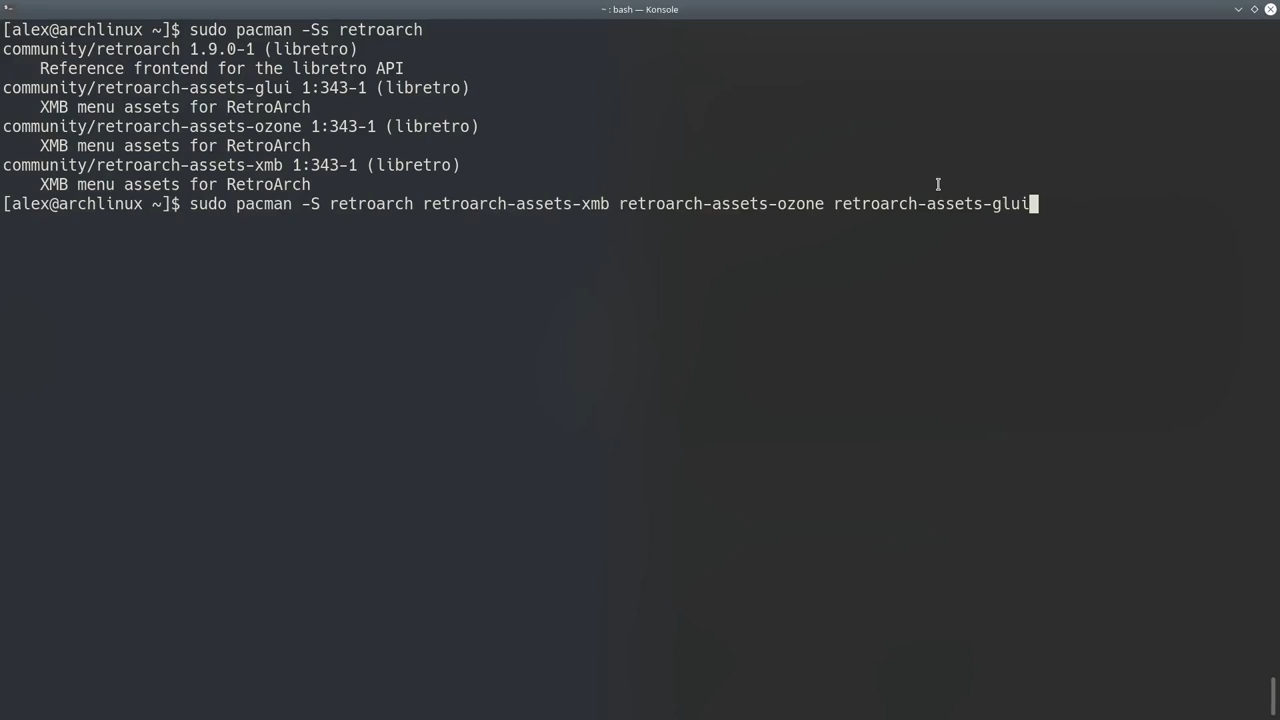 ~ : bash — Konsole
[alex@archlinux ~]$ sudo pacman -Ss retroarch
community/retroarch 1.9.0-1 (libretro)
    Reference frontend for the libretro API
community/retroarch-assets-glui 1:343-1 (libretro)
    XMB menu assets for RetroArch
community/retroarch-assets-ozone 1:343-1 (libretro)
    XMB menu assets for RetroArch
community/retroarch-assets-xmb 1:343-1 (libretro)
    XMB menu assets for RetroArch
[alex@archlinux ~]$ sudo pacman -S retroarch retroarch-assets-xmb retroarch-assets-ozone retroarch-assets-glui